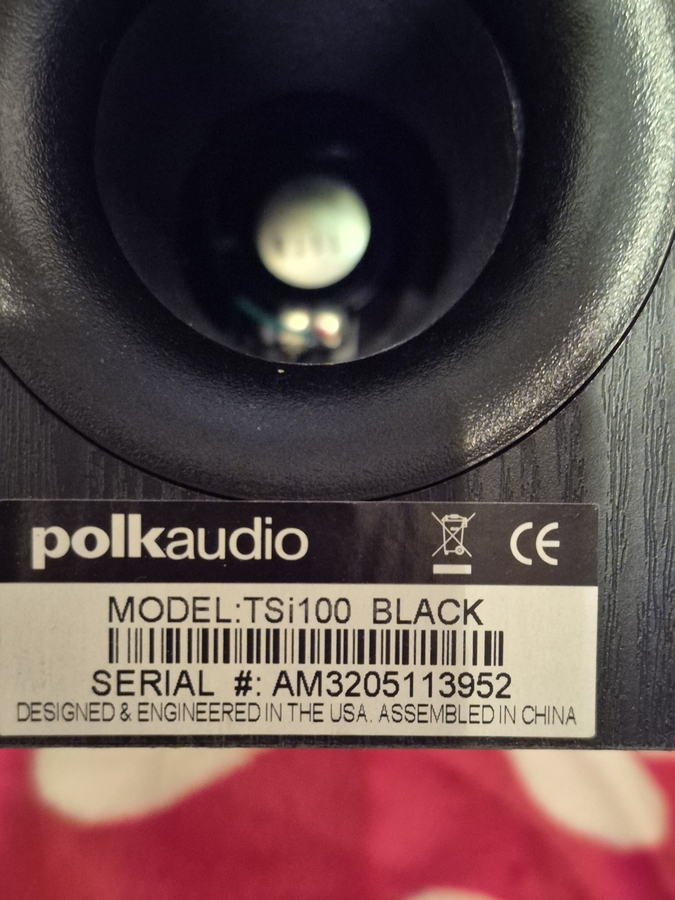 polkaudio
CE
MODEL:TSi100 BLACK
SERIAL #: AM3205113952
DESIGNED & ENGINEERED IN THE USA. ASSEMBLED IN CHINA